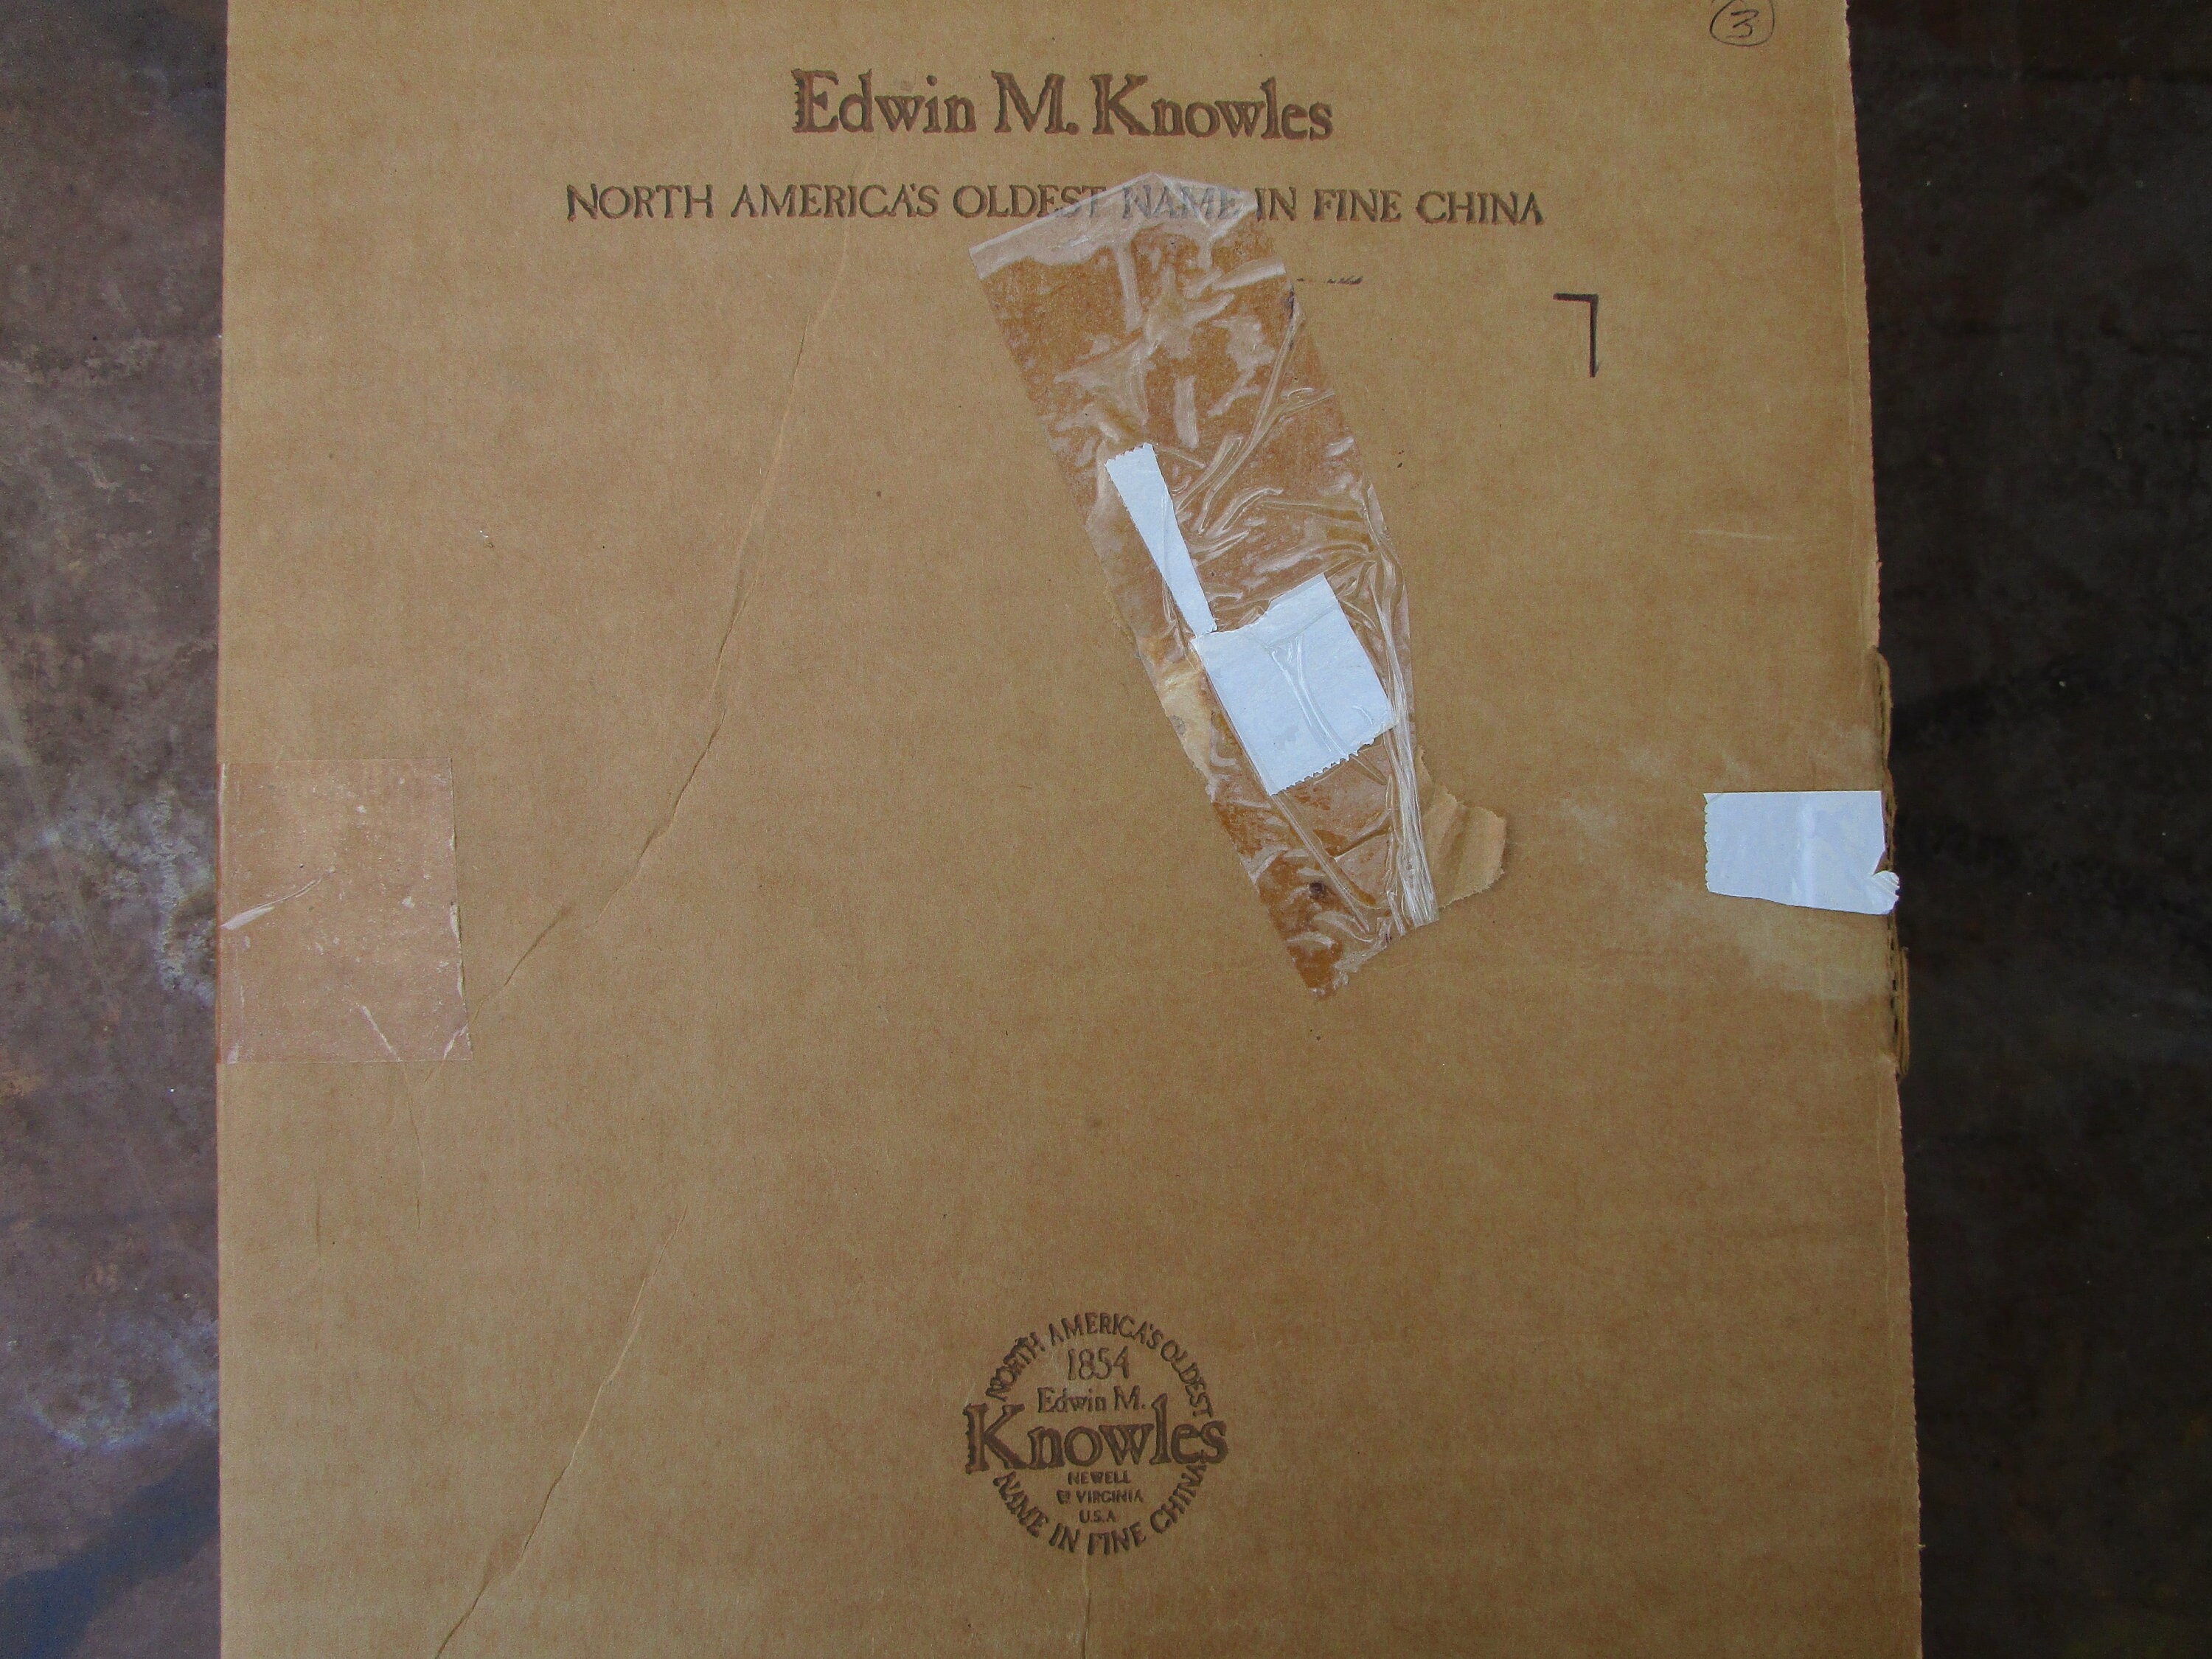 3
Edwin M. Knowles
NORTH AMERICA'S OLDEST NAME IN FINE CHINA
NORTH AMERICA'S OLDEST
1854
Edwin M.
Knowles
NEWELL
W VIRGINIA
U.S.A
NAME IN FINE CHINA